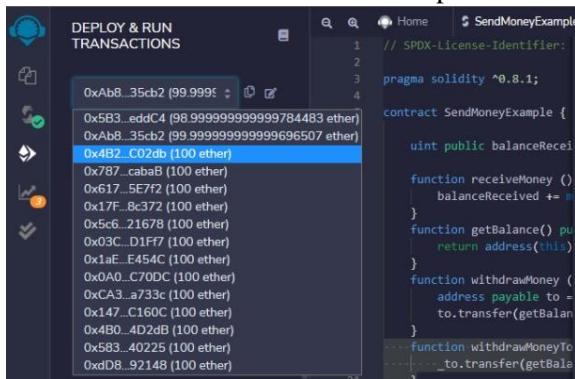 DEPLOY & RUN
TRANSACTIONS
0xAb8...35cb2 (99.9999
0x5B3...eddC4 (98.999999999999784483 ether)
0xAb8...35cb2 (99.999999999999696507 ether)
0x4B2...C02db (100 ether)
0x787...cabaB (100 ether)
0x617...5E7f2 (100 ether)
0x17F...8c372 (100 ether)
0x5c6...21678 (100 ether)
0x03C...D1Ff7 (100 ether)
0x1aE...E454C (100 ether)
0x0A0...C70DC (100 ether)
0xCA3...a733c (100 ether)
0x147...C160C (100 ether)
0x4B0...4D2dB (100 ether)
0x583...40225 (100 ether)
0xdD8...92148 (100 ether)
3
Home
SendMoneyExample
1 // SPDX-License-Identifier:
2
3 pragma solidity ^0.8.1;
4
contract SendMoneyExample {
uint public balanceRecei
function receiveMoney ()
balanceReceived += m
}
function getBalance() pu
return address(this)
}
function withdrawMoney (
address payable to =
to.transfer(getBalan
}
function withdrawMoneyTo
_to.transfer(getBala